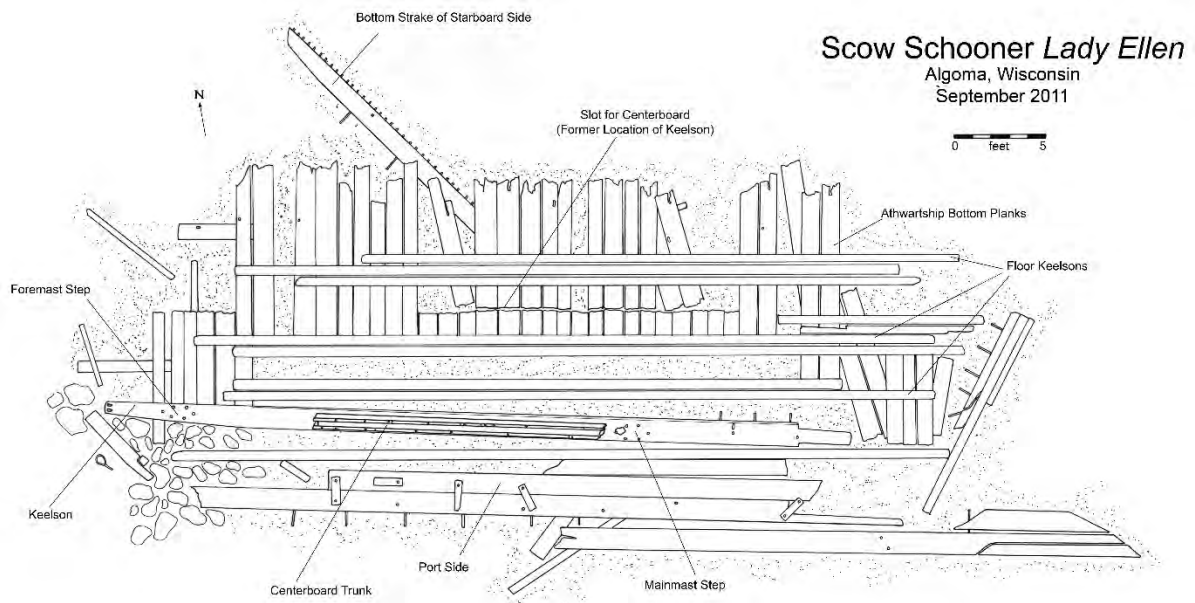 Bottom Strake of Starboard Side
Scow Schooner Lady Ellen
Algoma, Wisconsin
September 2011
N
Slot for Centerboard
(Former Location of Keelson)
0 feet 5
Athwartship Bottom Planks
Floor Keelsons
Foremast Step
Keelson
Port Side
Centerboard Trunk
Mainmast Step